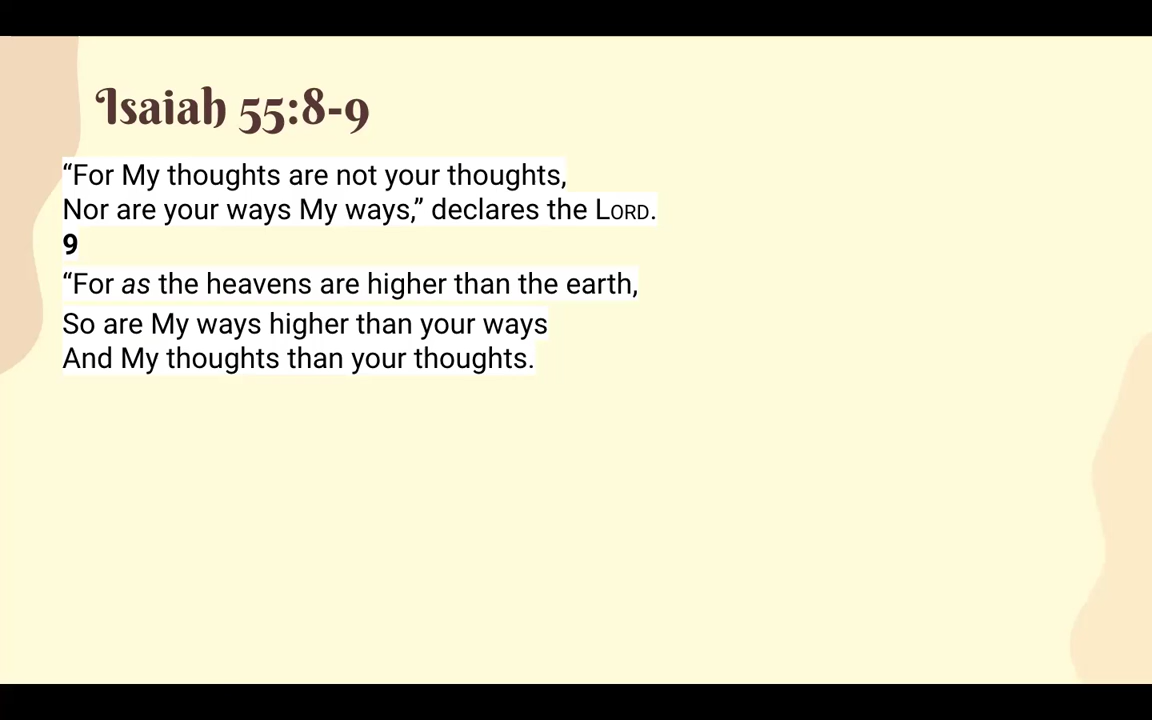 Isaiah 55:8-9
“For My thoughts are not your thoughts,
Nor are your ways My ways,” declares the LORD.
9
“For as the heavens are higher than the earth,
So are My ways higher than your ways
And My thoughts than your thoughts.